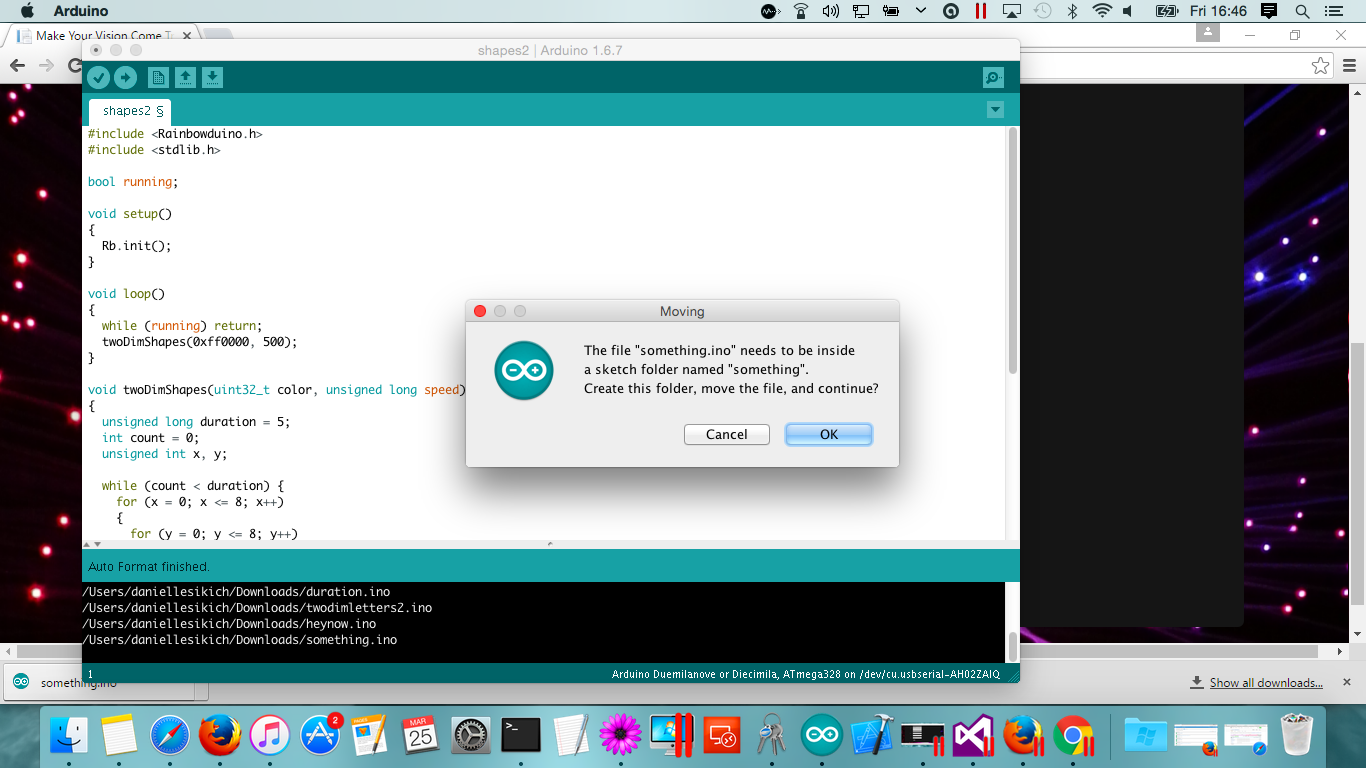 Arduino
Fri 16:46
Make Your Vision Come T
shapes2 | Arduino 1.6.7
shapes2 §
#include <Rainbowduino.h>
#include <stdlib.h>
bool running;
void setup()
{
Rb.init();
}
void loop()
{
while (running) return;
twoDimShapes(0xff0000, 500);
}
void twoDimShapes(uint32_t color, unsigned long speed)
{
unsigned long duration = 5;
int count = 0;
unsigned int x, y;
while (count < duration) {
for (x = 0; x <= 8; x++)
{
for (y = 0; y <= 8; y++)
Moving
The file "something.ino" needs to be inside
a sketch folder named "something".
Create this folder, move the file, and continue?
Cancel
OK
Auto Format finished.
/Users/daniellesikich/Downloads/duration.ino
/Users/daniellesikich/Downloads/twodimletters2.ino
/Users/daniellesikich/Downloads/heynow.ino
/Users/daniellesikich/Downloads/something.ino
1
Arduino Duemilanove or Diecimila, ATmega328 on /dev/cu.usbserial-AH02ZAIQ
something.ino
Show all downloads...
2
MAR
25